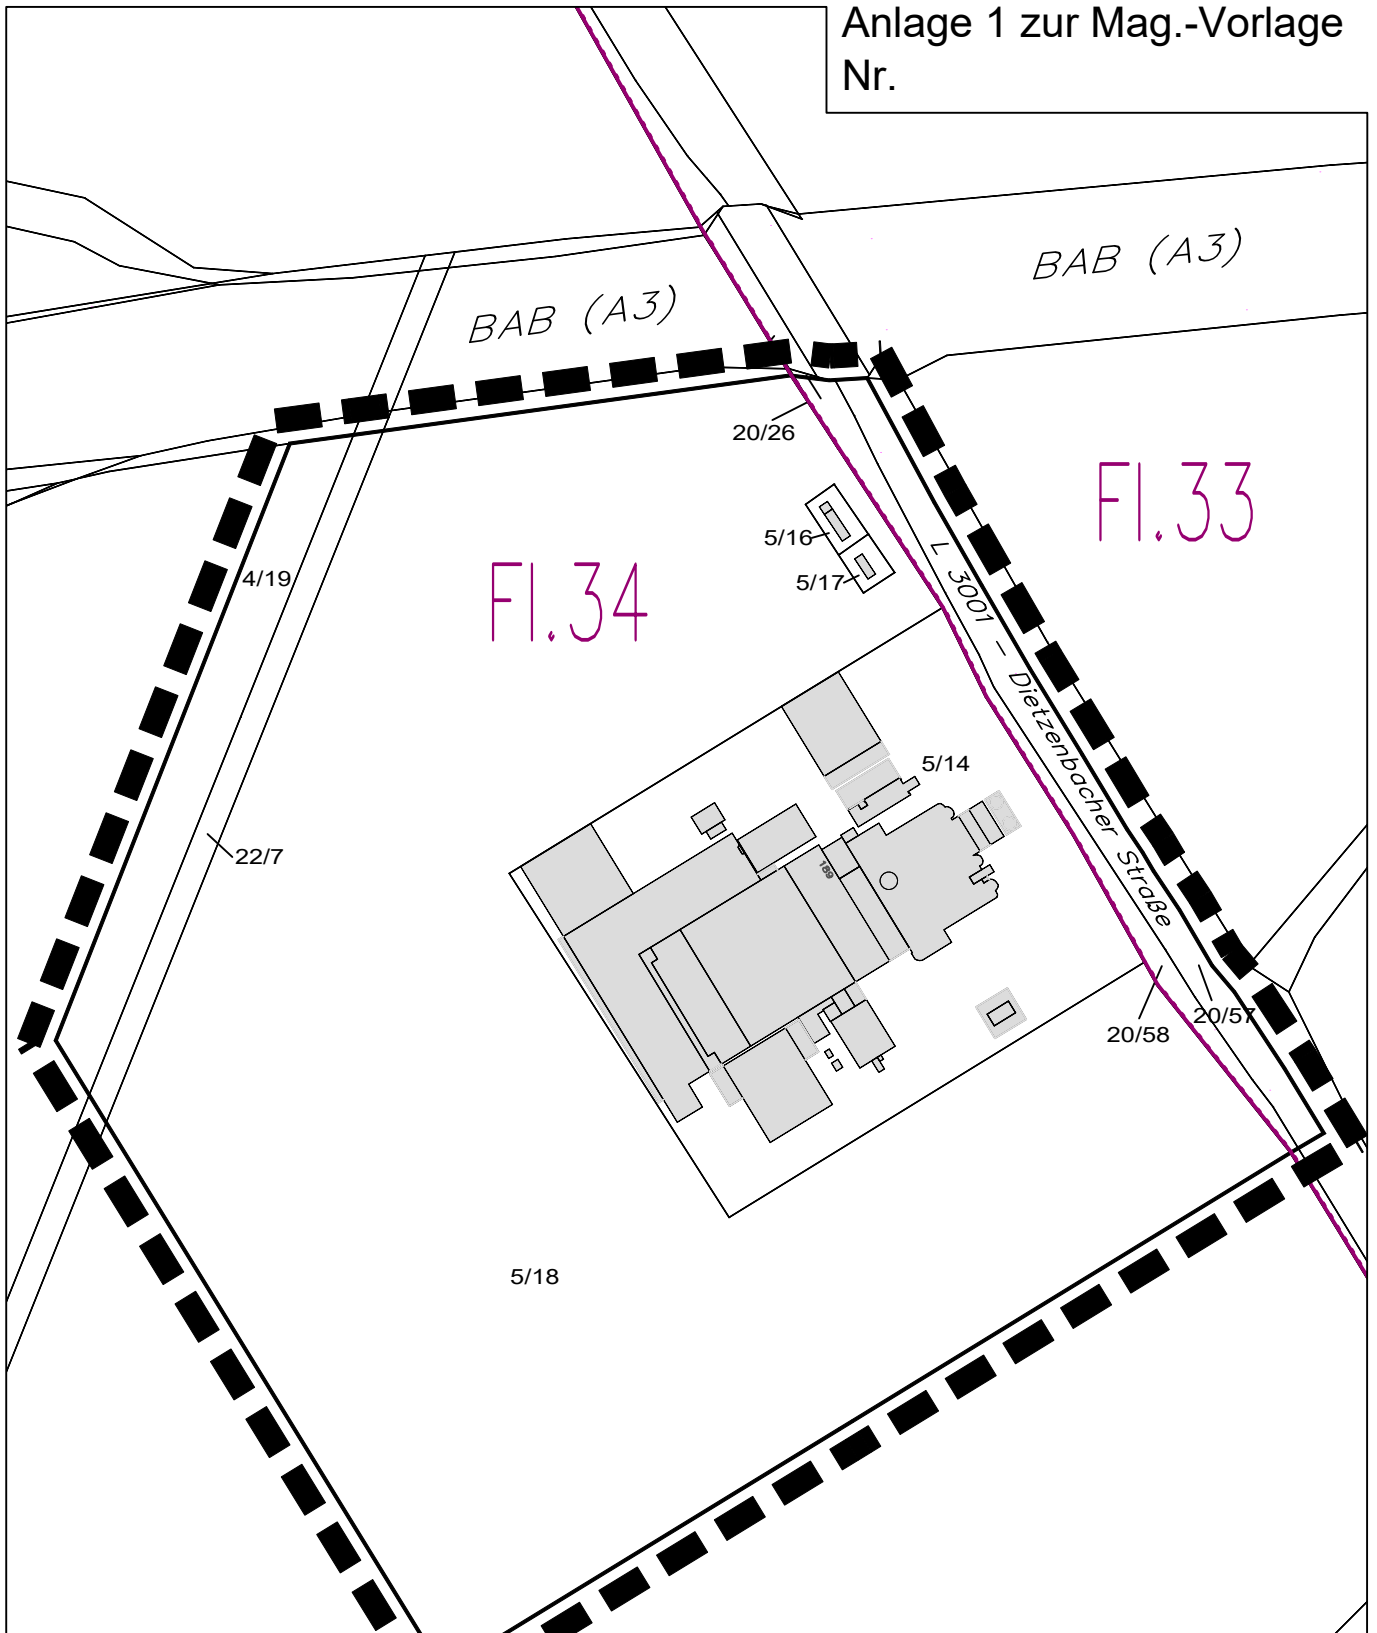 Anlage 1 zur Mag.-Vorlage
Nr.
BAB (A3)
BAB (A3)
20/26
Fl.33
5/16
5/17
4/19
Fl.34
L 3001 - Dietzenbacher Straße
5/14
22/7
189
20/57
20/58
5/18